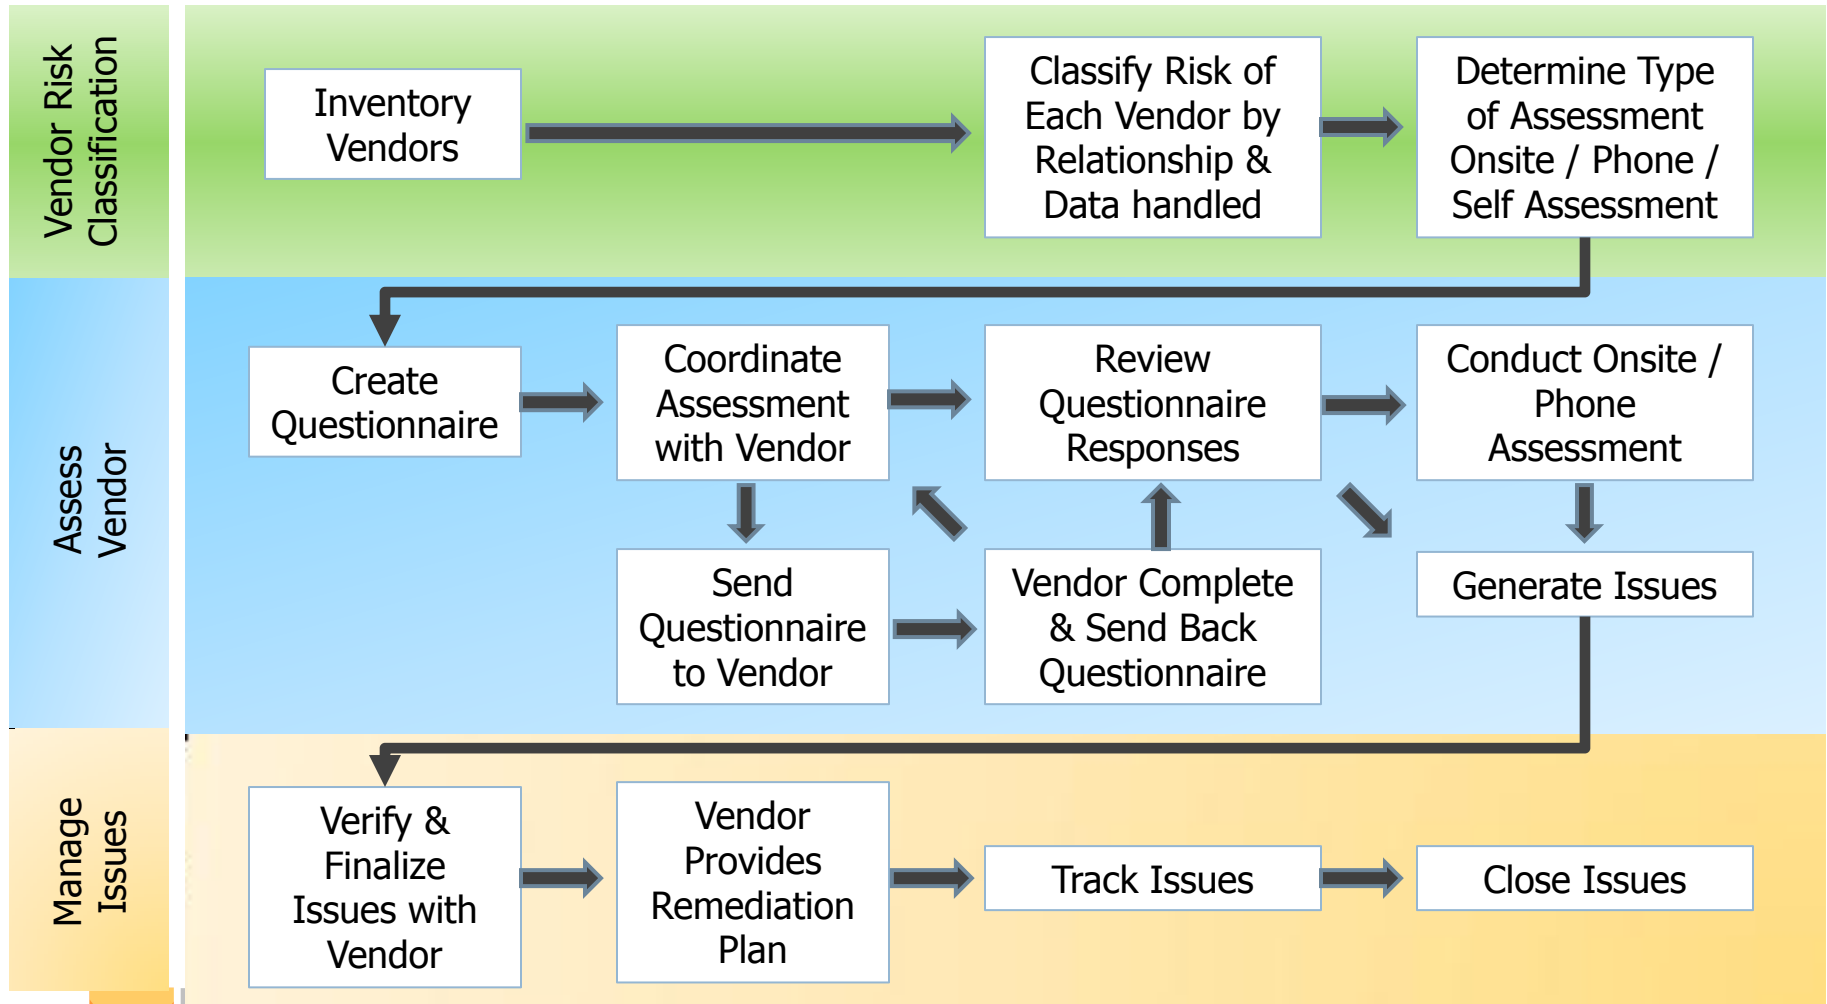 Vendor Risk
Classification
Inventory
Vendors
Classify Risk of
Each Vendor by
Relationship &
Data handled
Determine Type
of Assessment
Onsite / Phone /
Self Assessment
Assess
Vendor
Create
Questionnaire
Coordinate
Assessment
with Vendor
Review
Questionnaire
Responses
Conduct Onsite /
Phone
Assessment
Send
Questionnaire
to Vendor
Vendor Complete
& Send Back
Questionnaire
Generate Issues
Manage
Issues
Verify &
Finalize
Issues with
Vendor
Vendor
Provides
Remediation
Plan
Track Issues
Close Issues